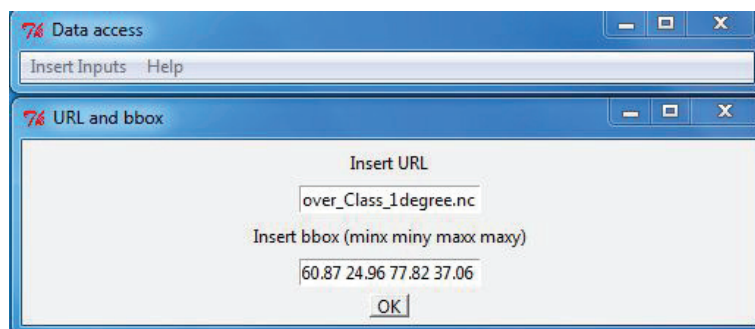 Data access
Insert Inputs Help
URL and bbox
Insert URL
over_Class_1degree.nc
Insert bbox (minx miny maxx maxy)
60.87 24.96 77.82 37.06
OK